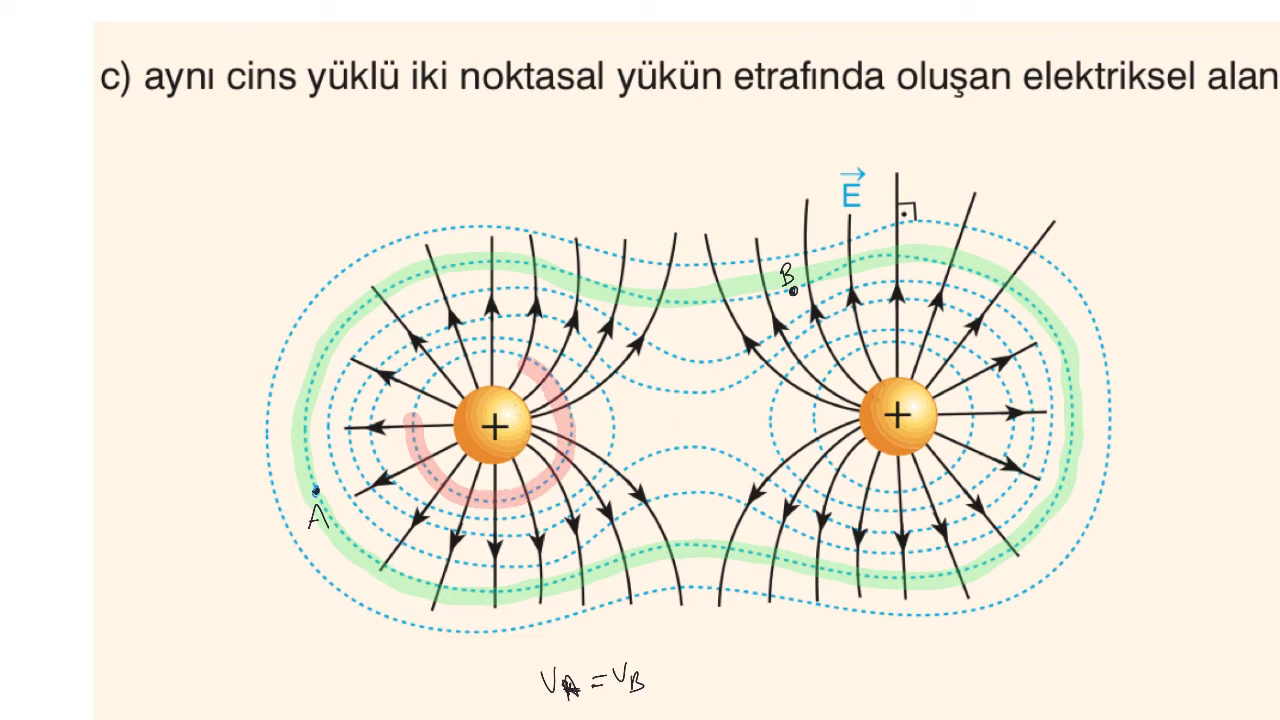 c) aynı cins yüklü iki noktasal yükün etrafında oluşan elektriksel alan
E
B
+
+
A
VA = VB